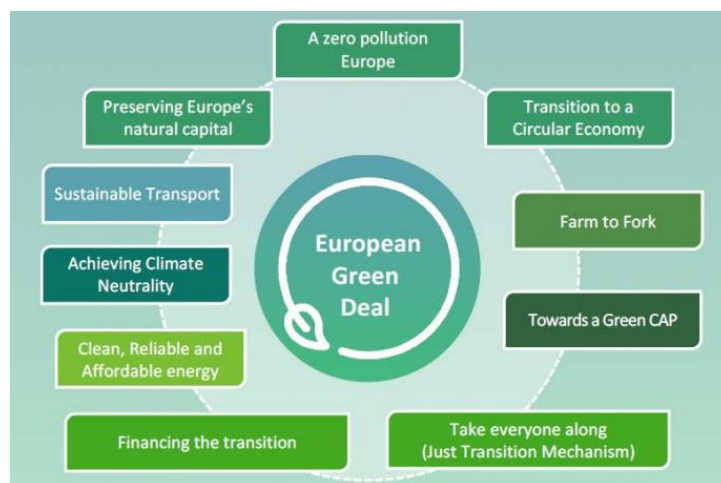 A zero pollution
Europe
Preserving Europe's
natural capital
Transition to a
Circular Economy
Sustainable Transport
Farm to Fork
European
Green
Deal
Achieving Climate
Neutrality
Towards a Green CAP
Clean, Reliable and
Affordable energy
Financing the transition
Take everyone along
(Just Transition Mechanism)